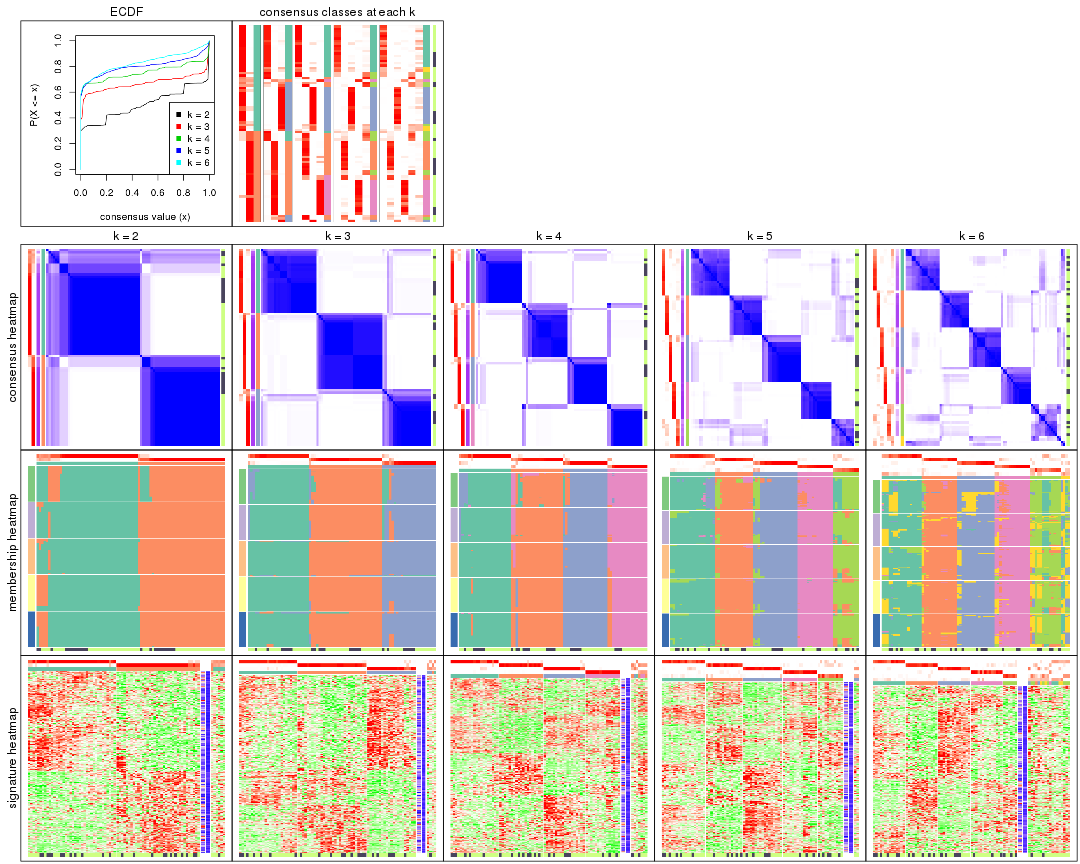 ECDF
consensus classes at each k
P(X <= x)
0.0 0.2 0.4 0.6 0.8 1.0
k = 2
k = 3
k = 4
k = 5
k = 6
0.0 0.2 0.4 0.6 0.8 1.0
consensus value (x)
k = 2
k = 3
k = 4
k = 5
k = 6
consensus heatmap
membership heatmap
signature heatmap